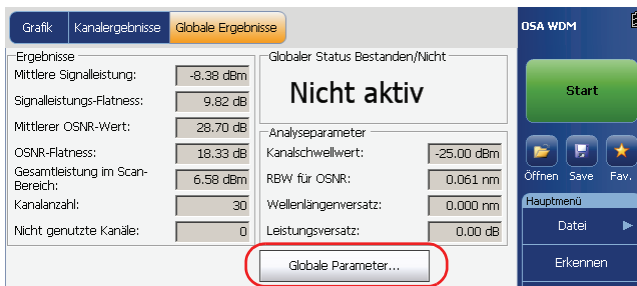 Grafik Kanalergebnisse Globale Ergebnisse
OSA WDM
Ergebnisse
Mittlere Signalleistung: -8.38 dBm
Signalleistungs-Flatness: 9.82 dB
Mittlerer OSNR-Wert: 28.70 dB
OSNR-Flatness: 18.33 dB
Gesamtleistung im Scan-
Bereich: 6.58 dBm
Kanalanzahl: 30
Nicht genutzte Kanäle: 0
Globaler Status Bestanden/Nicht
Nicht aktiv
Analyseparameter
Kanalschwellwert: -25.00 dBm
RBW für OSNR: 0.061 nm
Wellenlängenversatz: 0.000 nm
Leistungsversatz: 0.00 dB
Globale Parameter...
Start
Öffnen Save Fav.
Hauptmenü
Datei
Erkennen